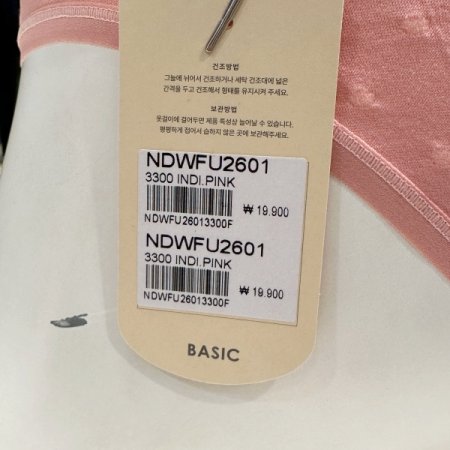 건조방법
그늘에 뉘어서 건조하거나 세탁 건조대에 넓은
간격을 두고 건조해서 형태를 유지시켜 주세요.
보관방법
옷걸이에 걸어두면 제품 특성상 늘어날 수 있습니다.
평평하게 접어서 습하지 않은 곳에 보관해주세요.
NDWFU2601
3300 INDI.PINK
₩ 19.900
NDWFU26013300F
NDWFU2601
3300 INDI.PINK
₩ 19.900
NDWFU26013300F
BASIC